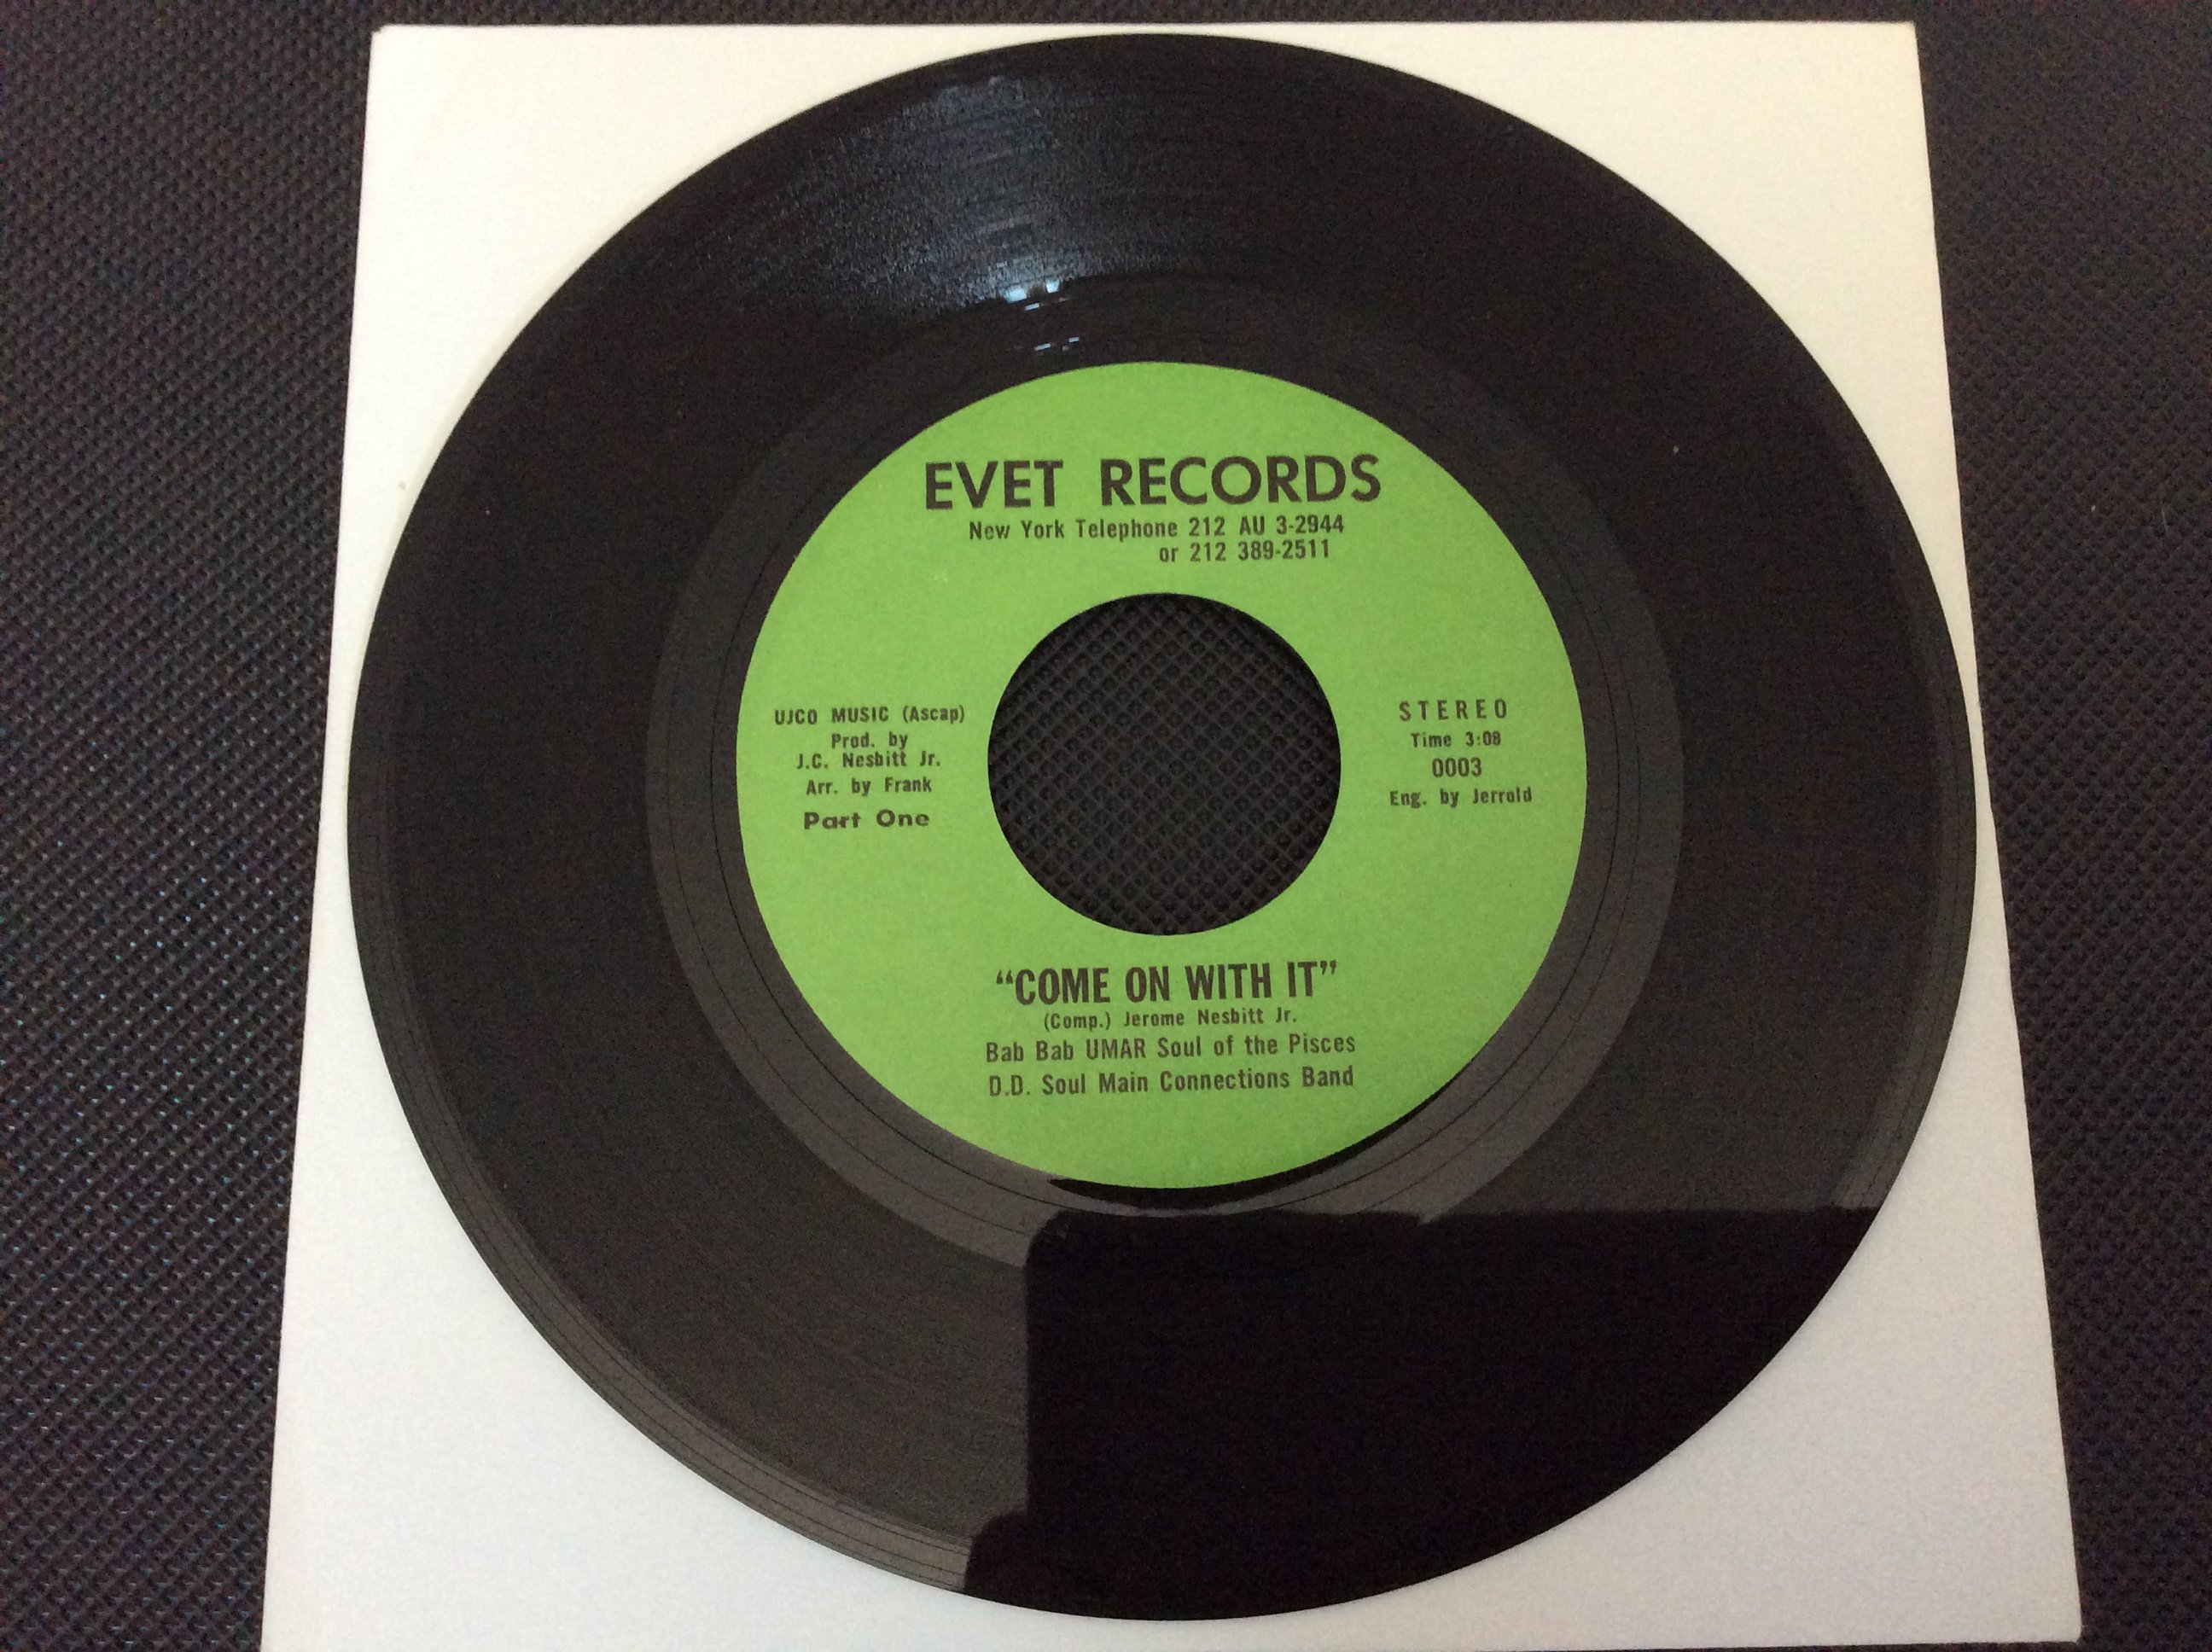 EVET RECORDS
New York Telephone 212 AU 3-2944
or 212 389-2511
UJCO MUSIC (Ascap)
Prod. by
J.C. Nesbitt Jr.
Arr. by Frank
Part One
STEREO
Time 3:08
0003
Eng. by Jerrold
“COME ON WITH IT”
(Comp.) Jerome Nesbitt Jr.
Bab Bab UMAR Soul of the Pisces
D.D. Soul Main Connections Band